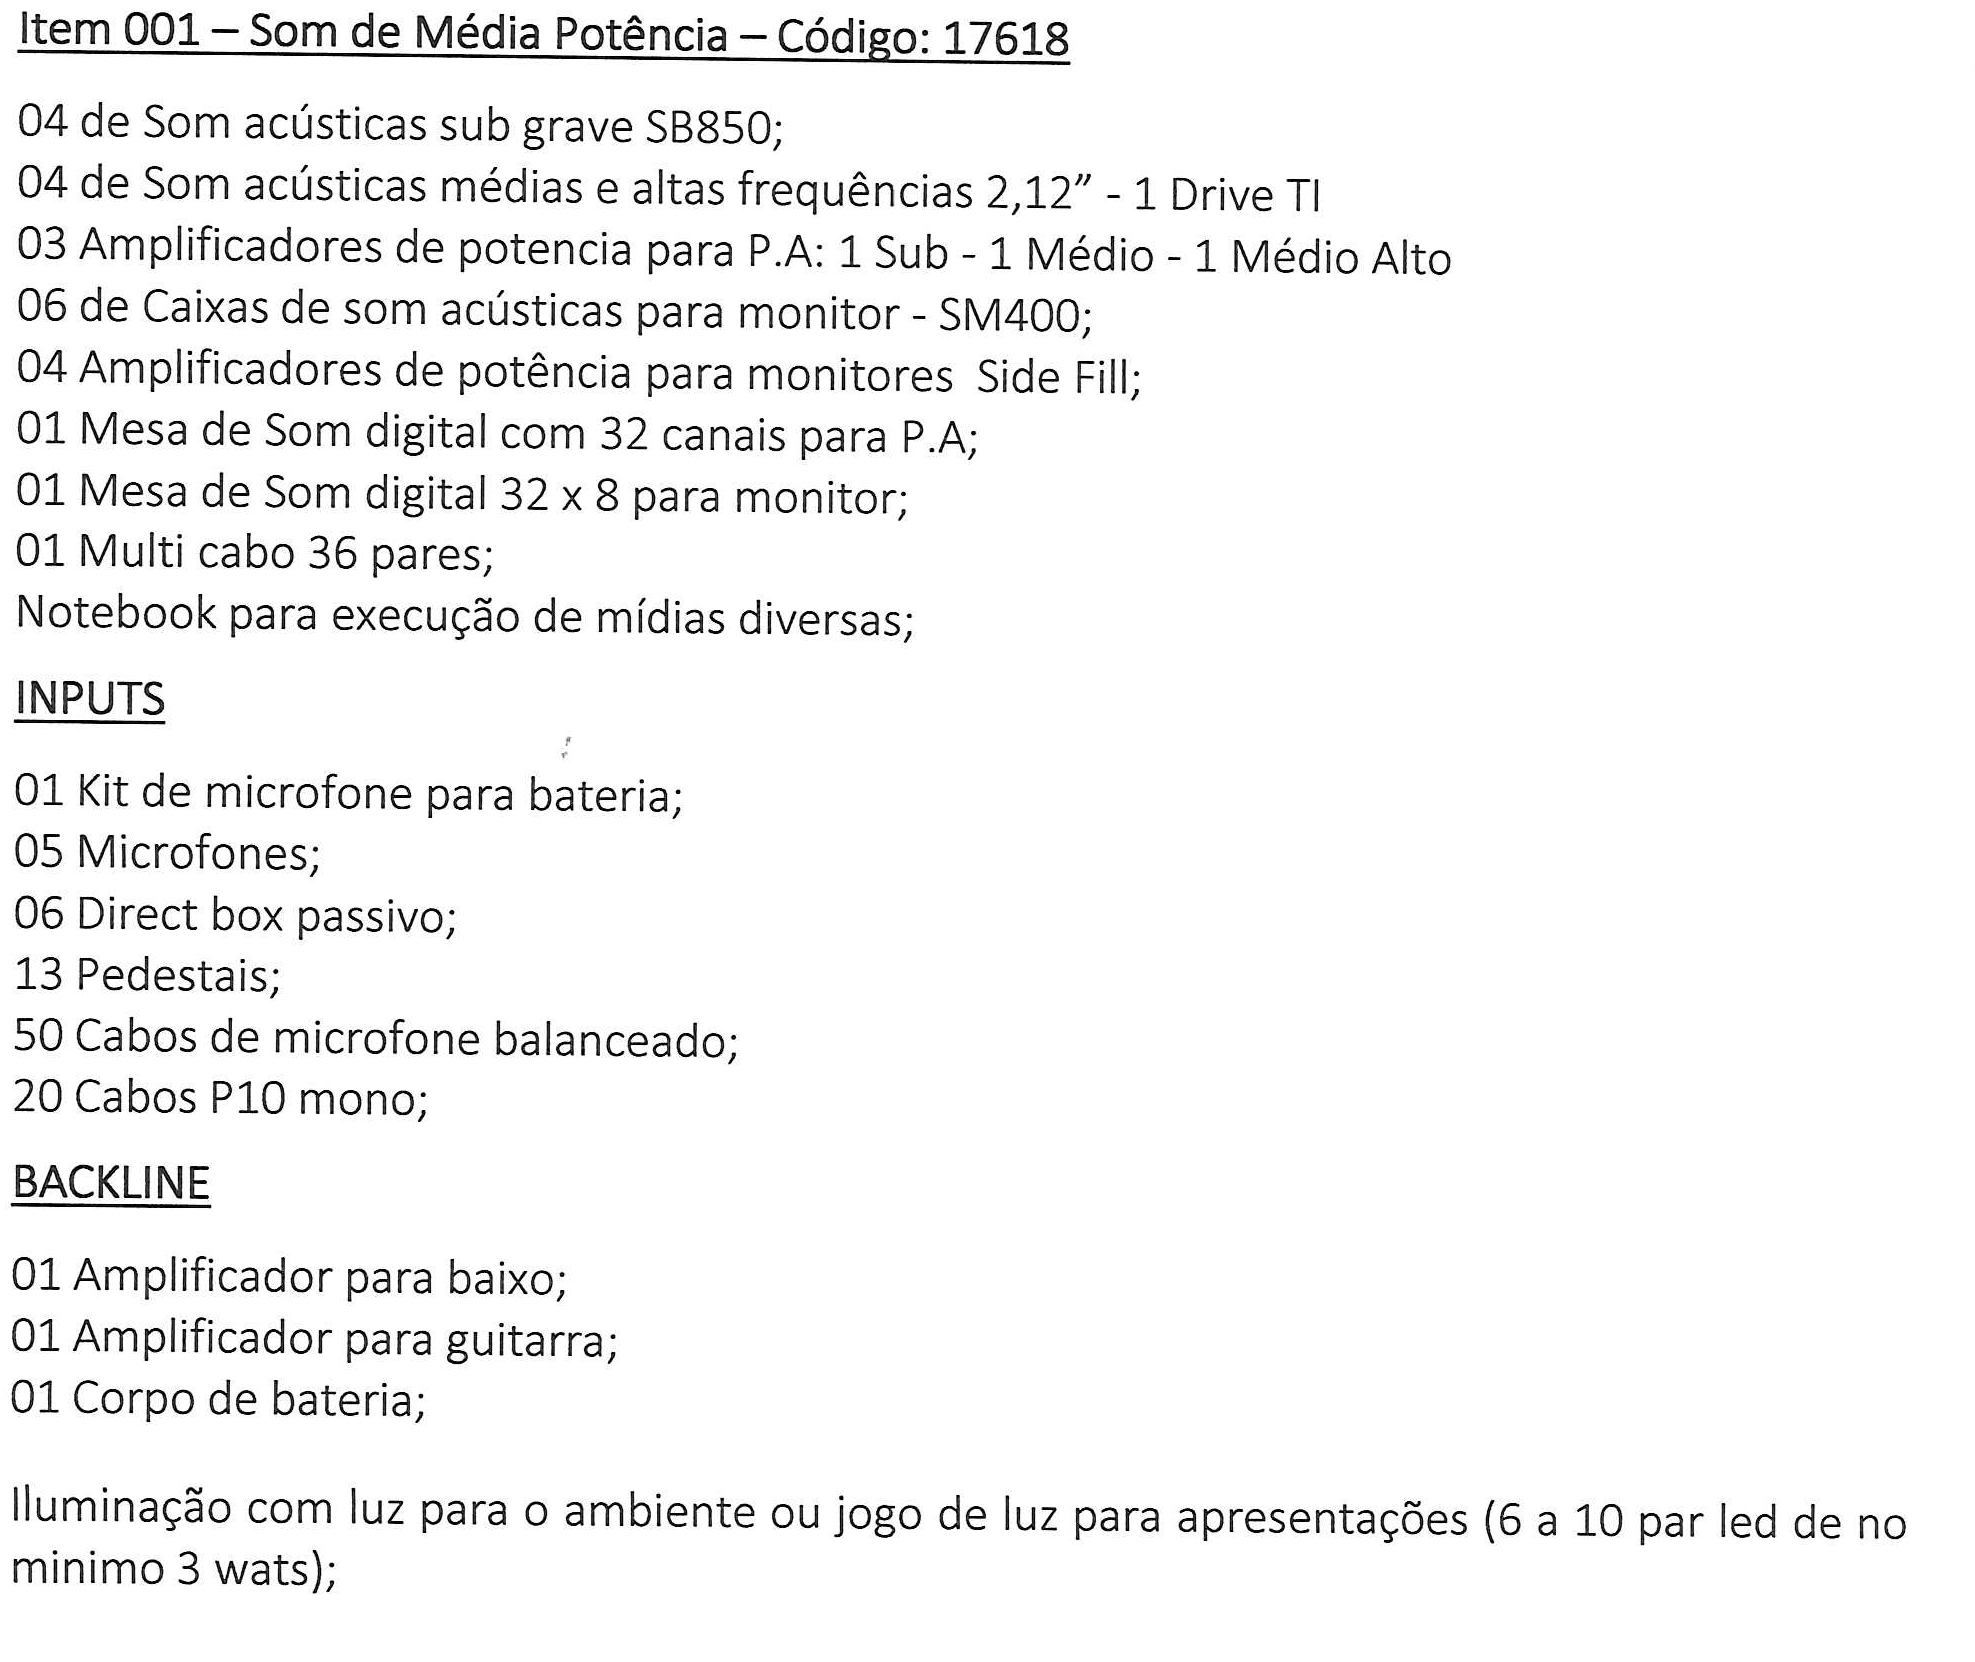 Item 001 – Som de Média Potência – Código: 17618
04 de Som acústicas sub grave SB850;
04 de Som acústicas médias e altas frequências 2,12” - 1 Drive TI
03 Amplificadores de potencia para P.A: 1 Sub - 1 Médio - 1 Médio Alto
06 de Caixas de som acústicas para monitor - SM400;
04 Amplificadores de potência para monitores  Side Fill;
01 Mesa de Som digital com 32 canais para P.A;
01 Mesa de Som digital 32 x 8 para monitor;
01 Multi cabo 36 pares;
Notebook para execução de mídias diversas;
INPUTS
01 Kit de microfone para bateria;
05 Microfones;
06 Direct box passivo;
13 Pedestais;
50 Cabos de microfone balanceado;
20 Cabos P10 mono;
BACKLINE
01 Amplificador para baixo;
01 Amplificador para guitarra;
01 Corpo de bateria;
Iluminação com luz para o ambiente ou jogo de luz para apresentações (6 a 10 par led de no
minimo 3 wats);